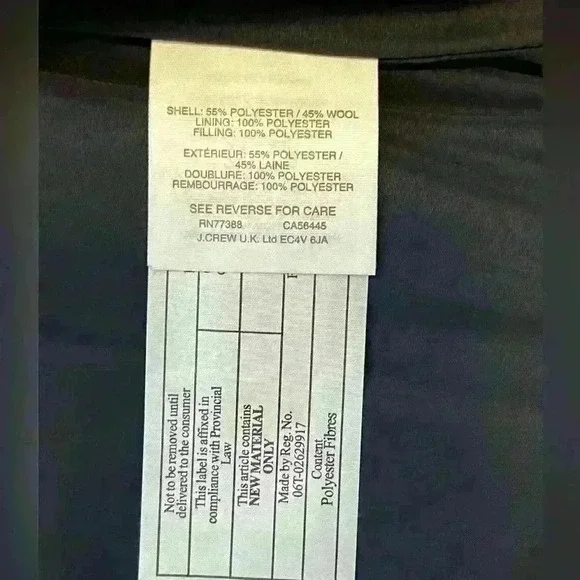 SHELL: 55% POLYESTER / 45% WOOL
LINING: 100% POLYESTER
FILLING: 100% POLYESTER
EXTÉRIEUR: 55% POLYESTER /
45% LAINE
DOUBLURE: 100% POLYESTER
REMBOURRAGE: 100% POLYESTER
SEE REVERSE FOR CARE
RN77388 CA56445
J.CREW U.K. Ltd EC4V 6JA
Not to be removed until
delivered to the consumer
This label is affixed in
compliance with Provincial
Law
This article contains
NEW MATERIAL
ONLY
Made by Reg. No.
06T-02629917
Content
Polyester Fibres